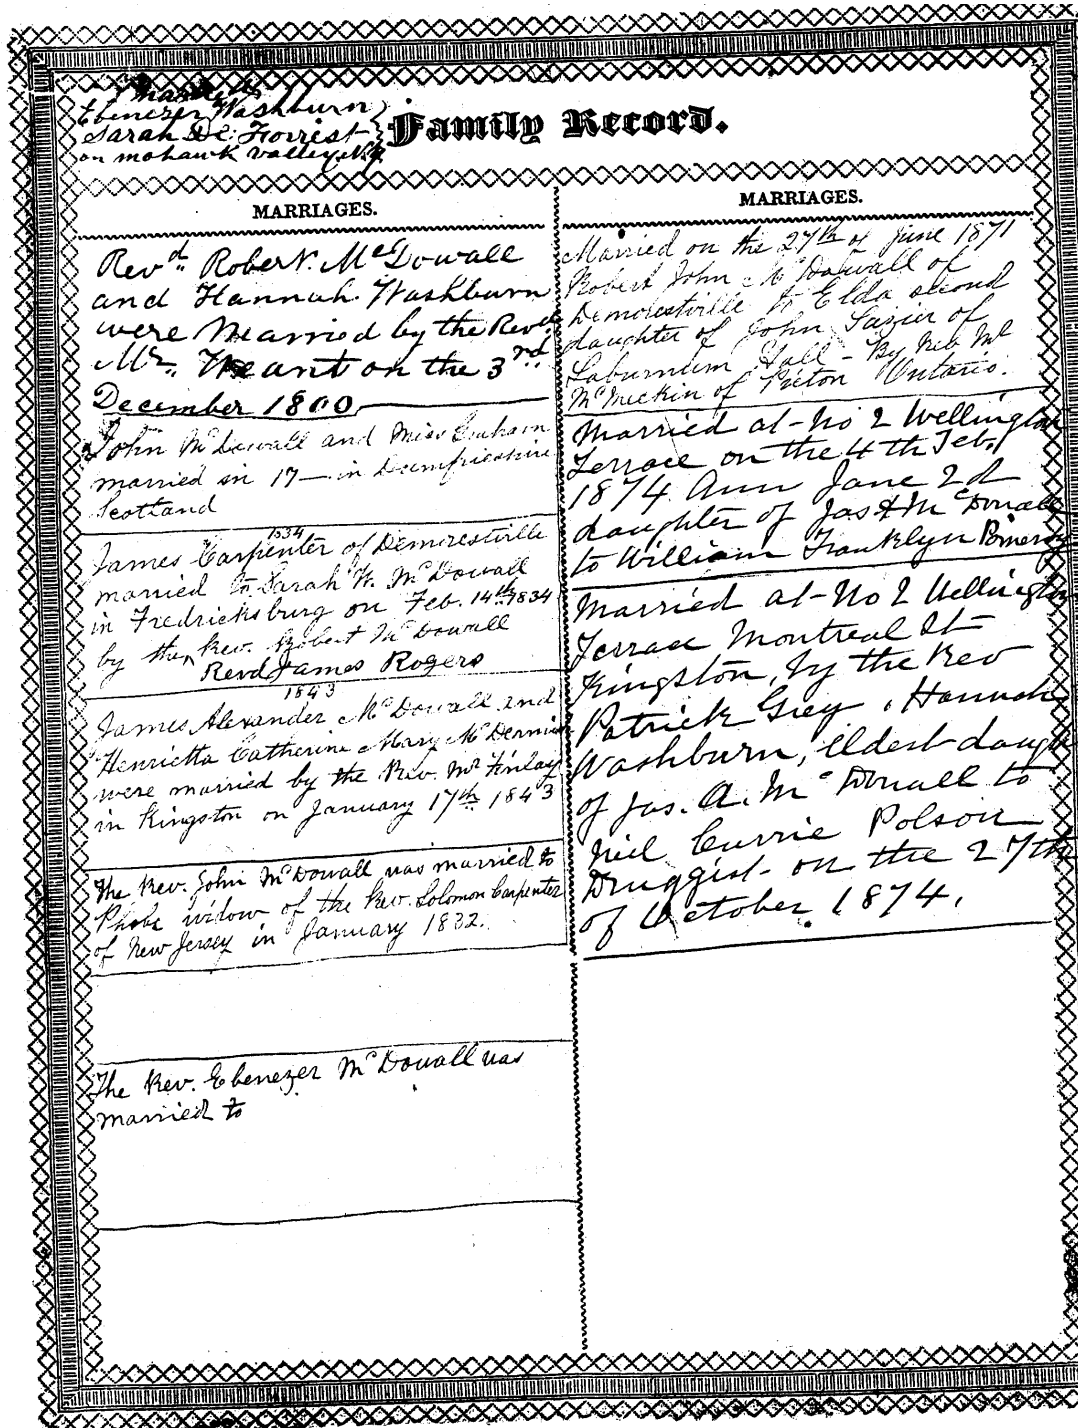 Married
Ebenezer Washburn
Sarah De Forrest
on mohawk valley N.Y.
Family Record.
MARRIAGES.
Revd. Robert McDowall
and Hannah Washburn
were Married by the Revd
Mr. on the 3rd
December 1800
John McDowall and Miss
married in 17— in Dumfrieshire
Scotland
1834
James Carpenter of Demorestville
married to Sarah W. McDowall
in Fredricksburg on Feb. 14th 1834
by the Rev. Robert McDowall
Revd James Rogers
1843
James Alexander McDowall and
Henrietta Catherine Mary McDermid
were married by the Rev. Mr Finlay
in Kingston on January 17th 1843
The Rev. John McDowall was married to
Phobe widow of the Rev. Solomon Carpenter
of New Jersey in January 1832.
The Rev. Ebenezer McDowall was
married to
MARRIAGES.
Married on the 27th of June 1871
Robert John McDowall of
Demorestville to Elda second
daughter of John of
Laburnum Hall - By Rev Mr
McMeckin of Picton Ontario.
Married at No 2 Wellington
Terrace on the 4th Feb.
1874 Ann Jane 2d
daughter of Jas A McDowall
to William Franklyn
Married at No 2 Wellington
Terrace Montreal St
Kingston, by the Rev
Patrick Grey, Hannah
Washburn, Eldest daught
of Jas. A. McDowall to
Neil Currie Polson
Druggist on the 27th
of October 1874.